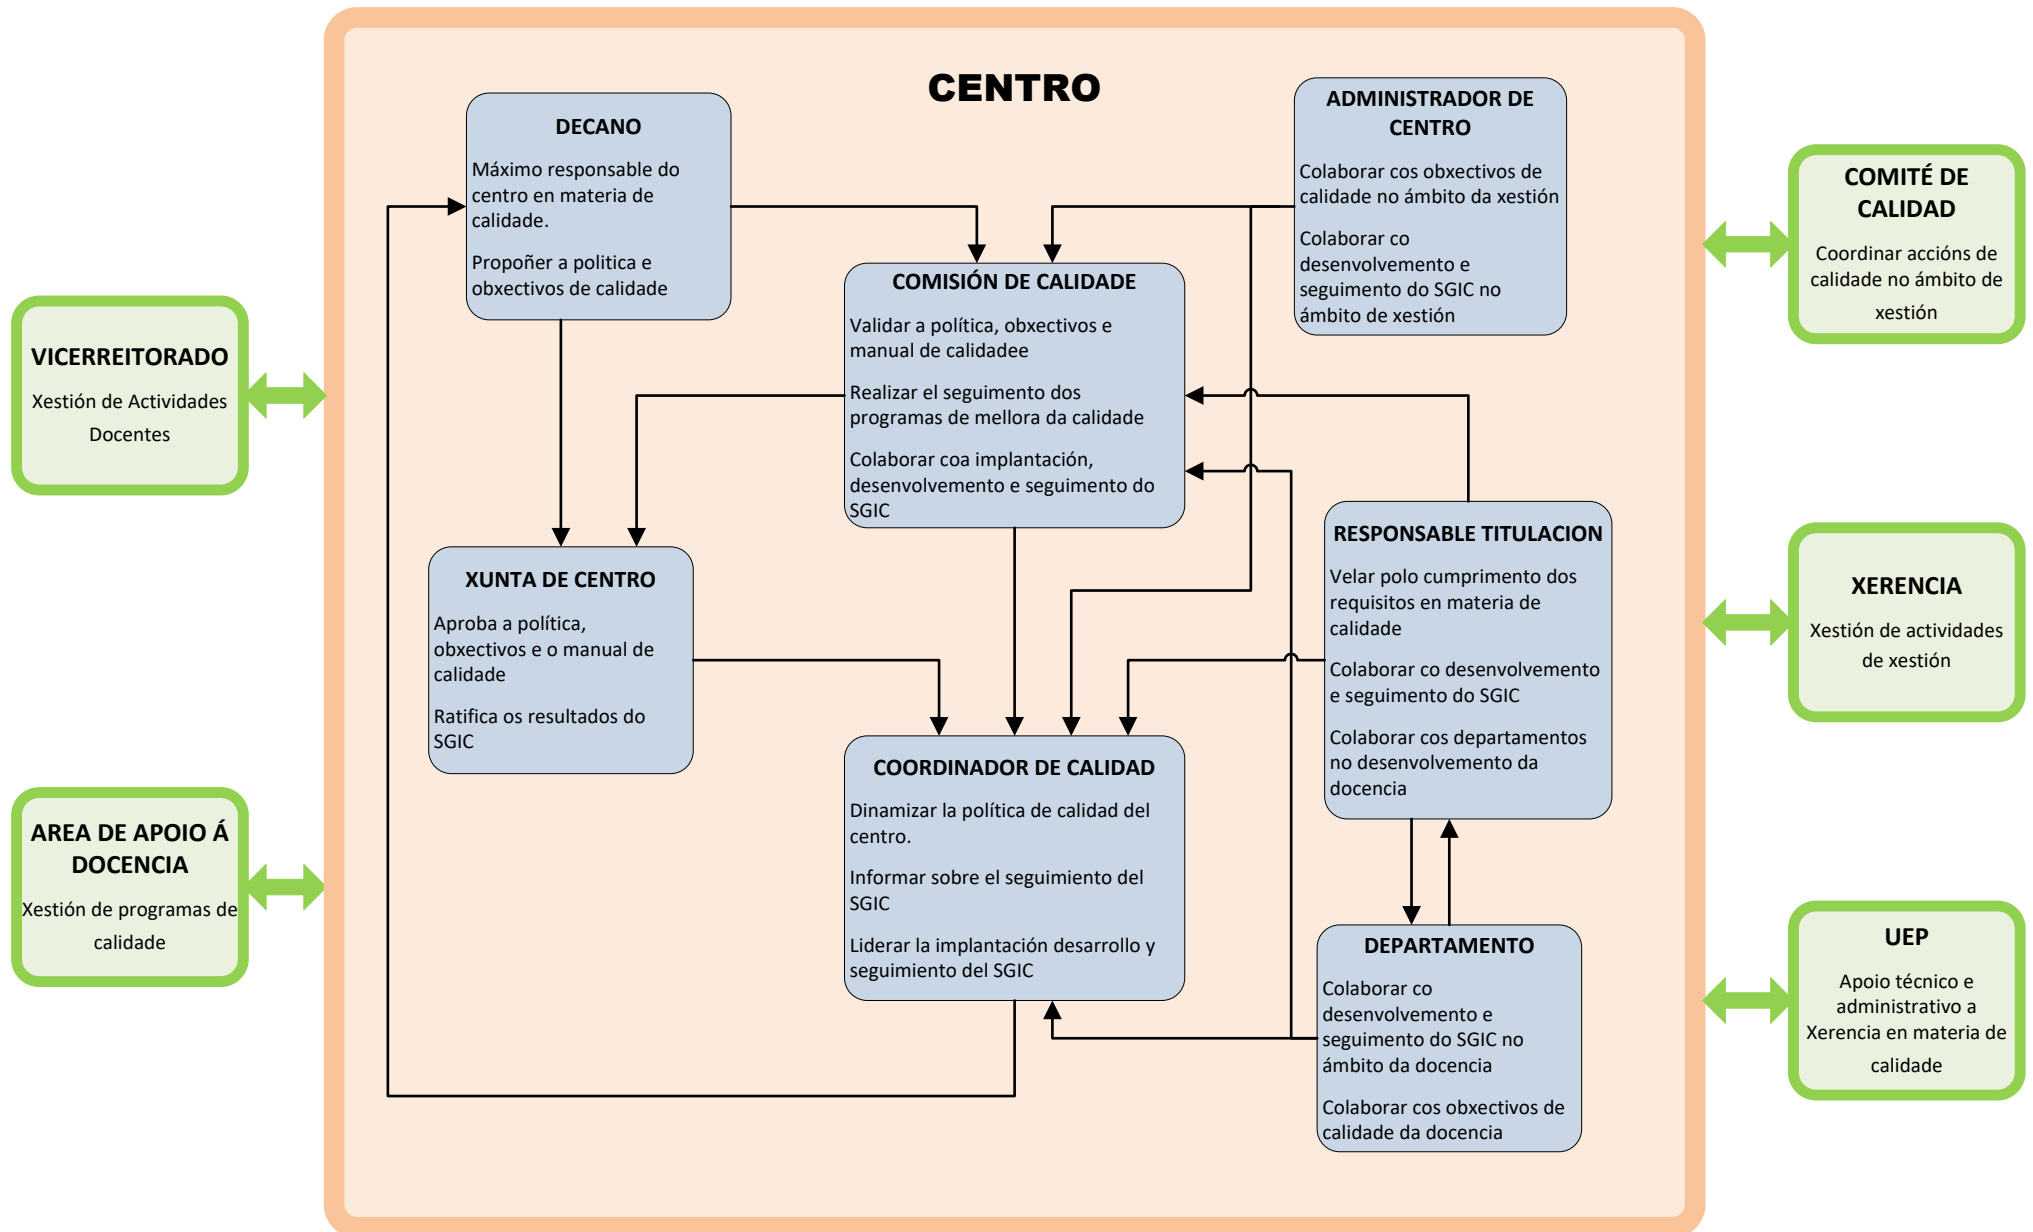 CENTRO
DECANO
Máximo responsable do
centro en materia de
calidade.
Propoñer a politica e
obxectivos de calidade
ADMINISTRADOR DE
CENTRO
Colaborar cos obxectivos de
calidade no ámbito da xestión
Colaborar co
desenvolvemento e
seguimento do SGIC no
ámbito de xestión
COMITÉ DE
CALIDAD
Coordinar accións de
calidade no ámbito de
xestión
COMISIÓN DE CALIDADE
Validar a política, obxectivos e
manual de calidadee
Realizar el seguimento dos
programas de mellora da calidade
Colaborar coa implantación,
desenvolvemento e seguimento do
SGIC
VICERREITORADO
Xestión de Actividades
Docentes
XUNTA DE CENTRO
Aproba a política,
obxectivos e o manual de
calidade
Ratifica os resultados do
SGIC
RESPONSABLE TITULACION
Velar polo cumprimento dos
requisitos en materia de
calidade
Colaborar co desenvolvemento
e seguimento do SGIC
Colaborar cos departamentos
no desenvolvemento da
docencia
XERENCIA
Xestión de actividades
de xestión
COORDINADOR DE CALIDAD
Dinamizar la política de calidad del
centro.
Informar sobre el seguimiento del
SGIC
Liderar la implantación desarrollo y
seguimiento del SGIC
AREA DE APOIO Á
DOCENCIA
Xestión de programas de
calidade
DEPARTAMENTO
Colaborar co
desenvolvemento e
seguimento do SGIC no
ámbito da docencia
Colaborar cos obxectivos de
calidade da docencia
UEP
Apoio técnico e
administrativo a
Xerencia en materia de
calidade